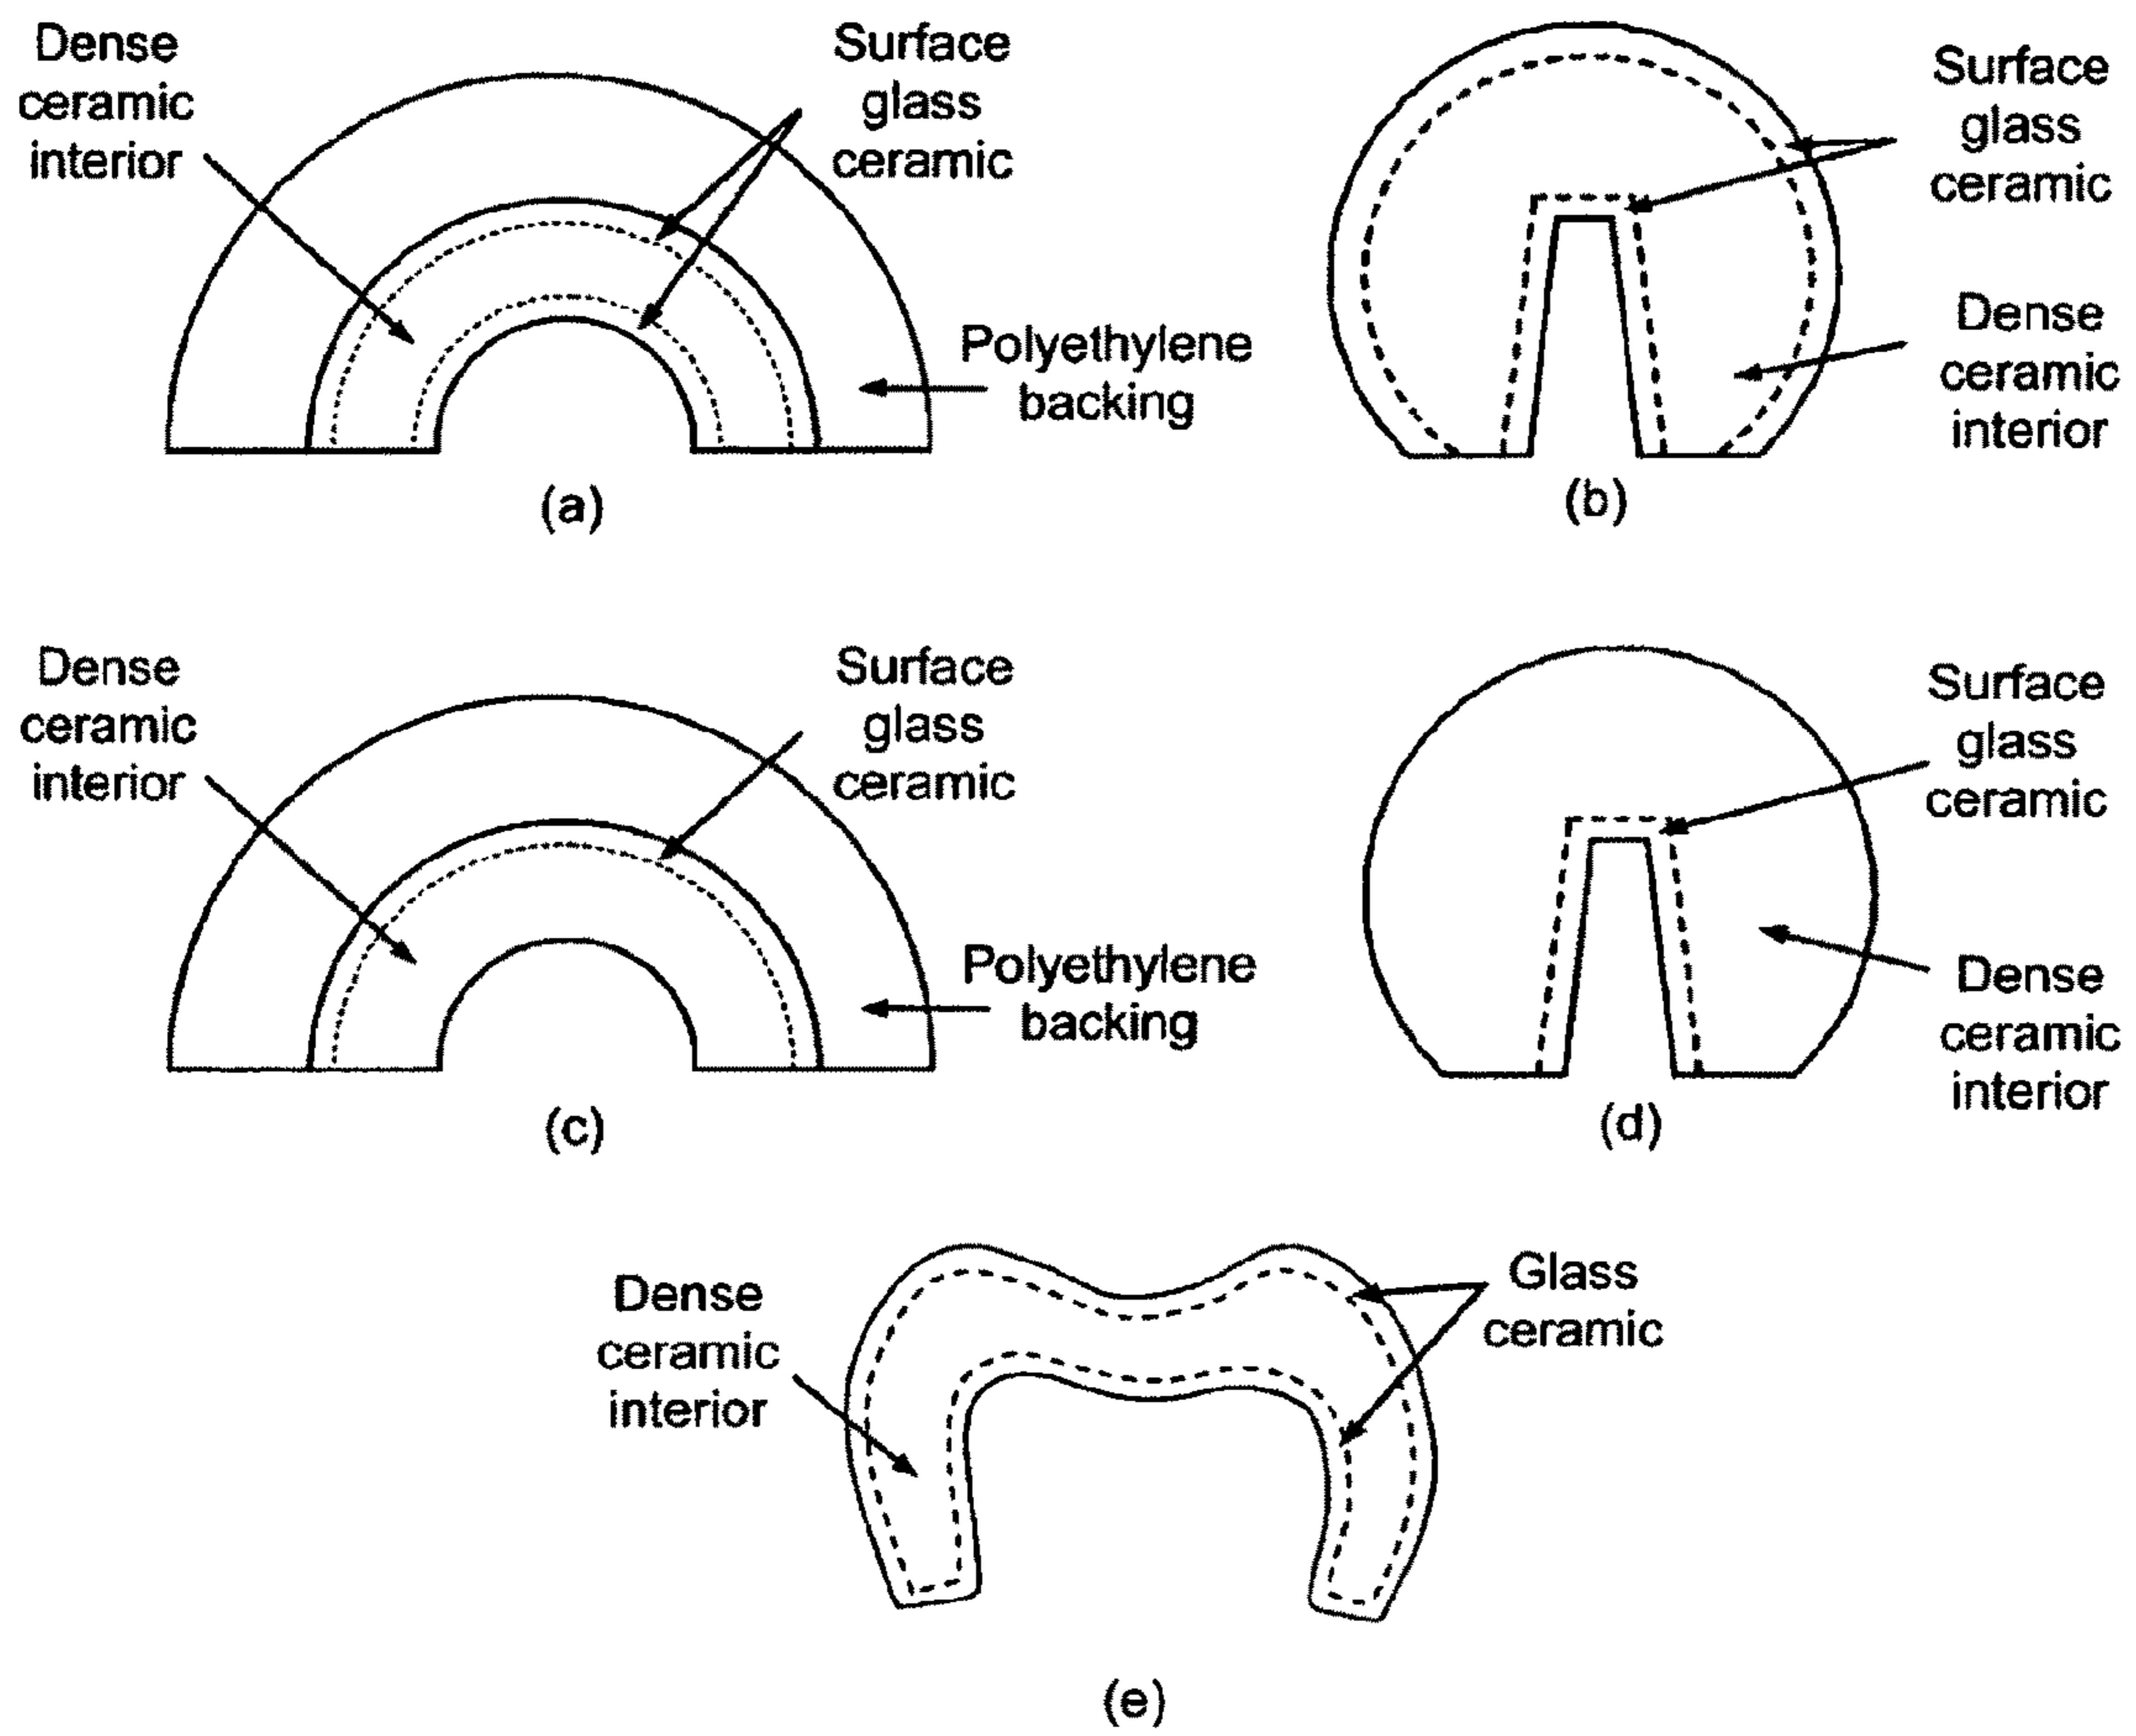 Dense
ceramic
interior
Surface
glass
ceramic
Polyethylene
backing
(a)
Surface
glass
ceramic
Dense
ceramic
interior
(b)
Dense
ceramic
interior
Surface
glass
ceramic
Polyethylene
backing
(c)
Surface
glass
ceramic
Dense
ceramic
interior
(d)
Dense
ceramic
interior
Glass
ceramic
(e)